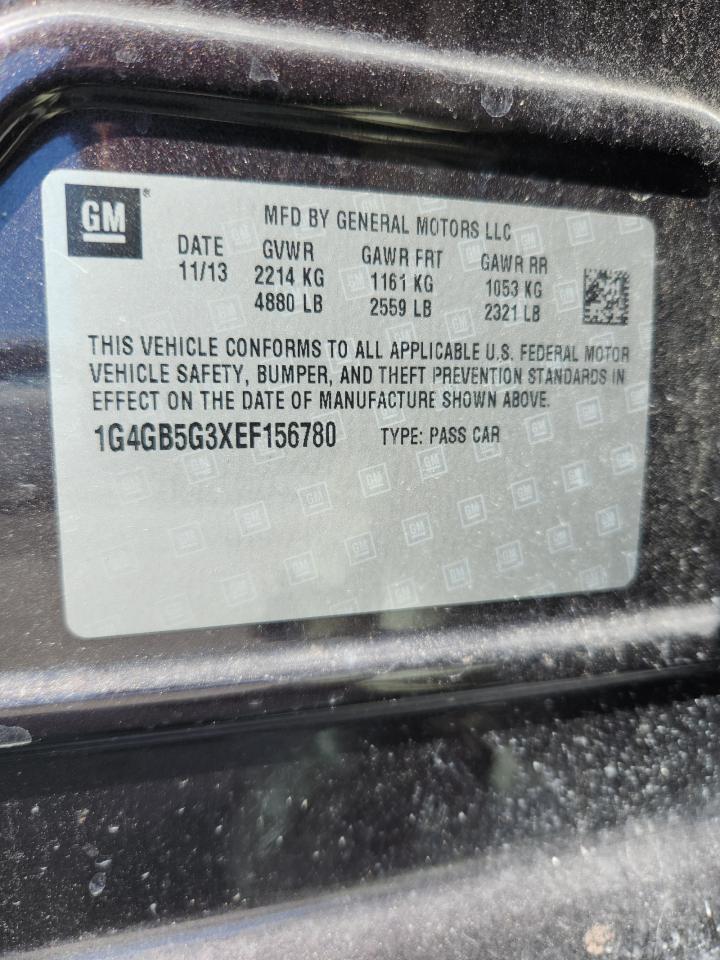 GM®
MFD BY GENERAL MOTORS LLC
DATE GVWR GAWR FRT GAWR RR
11/13 2214 KG 1161 KG 1053 KG
4880 LB 2559 LB 2321 LB
THIS VEHICLE CONFORMS TO ALL APPLICABLE U.S. FEDERAL MOTOR
VEHICLE SAFETY, BUMPER, AND THEFT PREVENTION STANDARDS IN
EFFECT ON THE DATE OF MANUFACTURE SHOWN ABOVE.
1G4GB5G3XEF156780 TYPE: PASS CAR